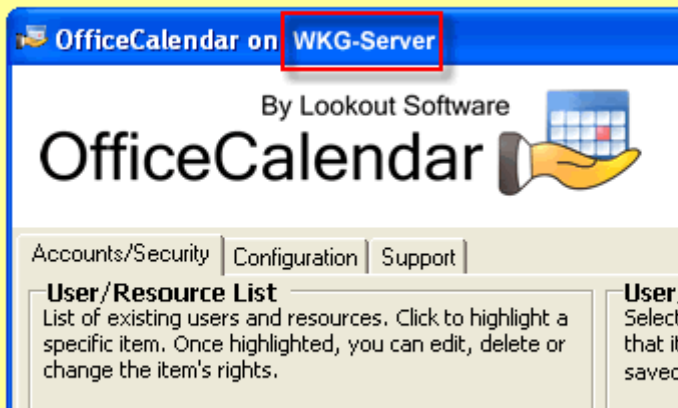 OfficeCalendar on WKG-Server
By Lookout Software
OfficeCalendar
Accounts/Security Configuration Support
User/Resource List
List of existing users and resources. Click to highlight a
specific item. Once highlighted, you can edit, delete or
change the item's rights.
User/
Select
that it
saved